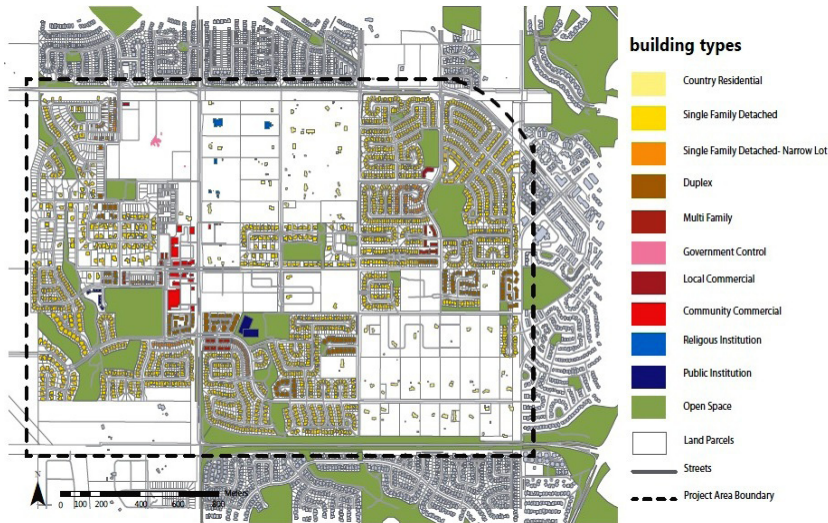 building types
Country Residential
Single Family Detached
Single Family Detached- Narrow Lot
Duplex
Multi Family
Government Control
Local Commercial
Community Commercial
Religous Institution
Public Institution
Open Space
Land Parcels
Streets
Project Area Boundary
N
Meters
0 100 200 400 600 800